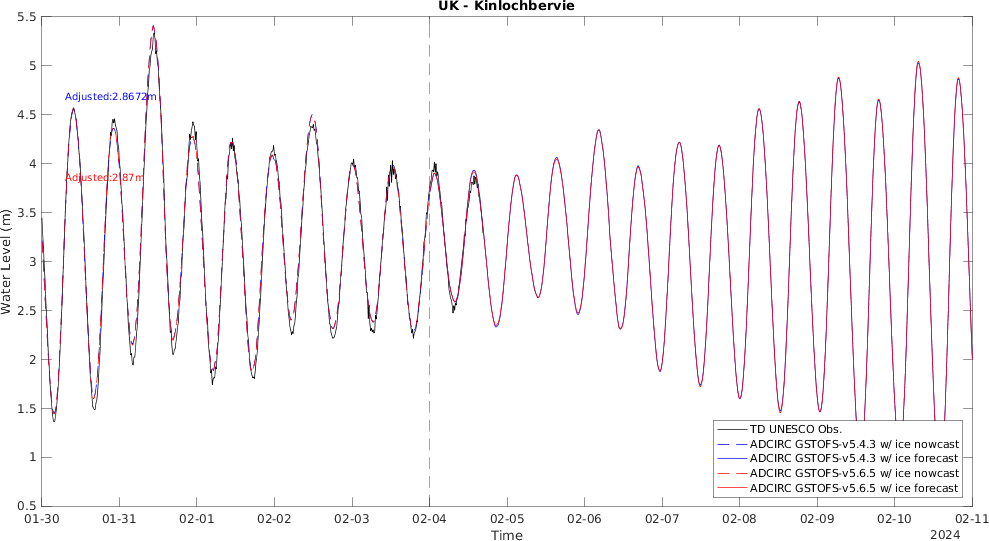 UK - Kinlochbervie
5.5
5
4.5
4
3.5
3
2.5
2
1.5
1
0.5
Water Level (m)
Adjusted:2.8672m
Adjusted:2.87m
TD UNESCO Obs.
ADCIRC GSTOFS-v5.4.3 w/ ice nowcast
ADCIRC GSTOFS-v5.4.3 w/ ice forecast
ADCIRC GSTOFS-v5.6.5 w/ ice nowcast
ADCIRC GSTOFS-v5.6.5 w/ ice forecast
01-30 01-31 02-01 02-02 02-03 02-04 02-05 02-06 02-07 02-08 02-09 02-10 02-11
Time
2024